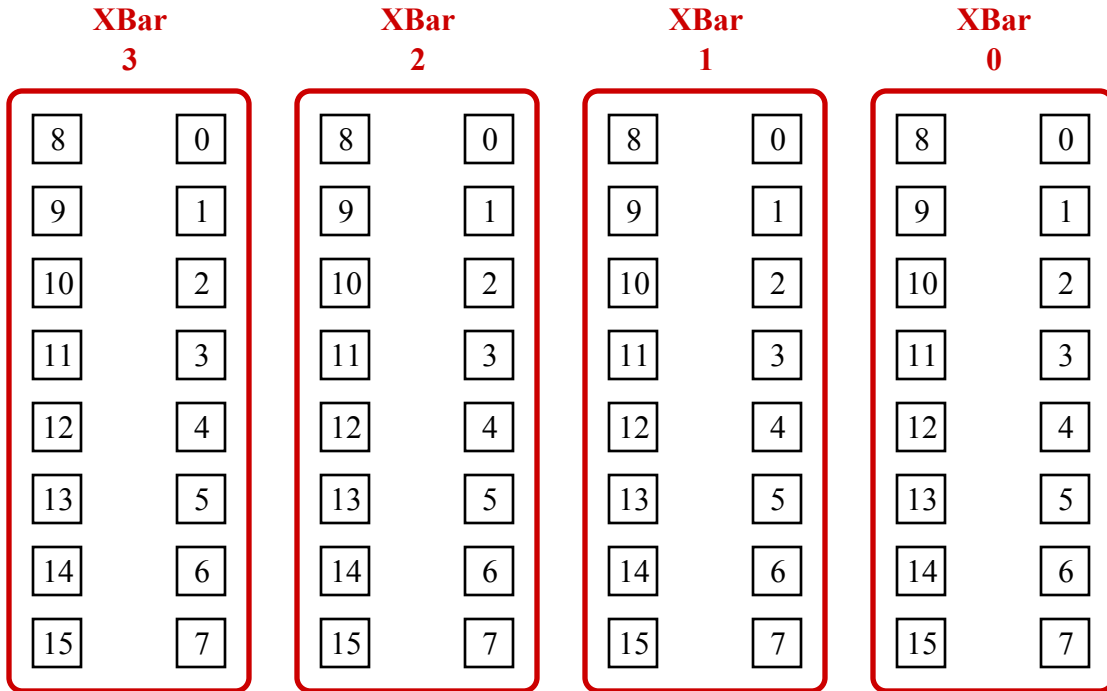 XBar XBar XBar XBar
3 2 1 0
8 0 8 0 8 0 8 0
9 1 9 1 9 1 9 1
10 2 10 2 10 2 10 2
11 3 11 3 11 3 11 3
12 4 12 4 12 4 12 4
13 5 13 5 13 5 13 5
14 6 14 6 14 6 14 6
15 7 15 7 15 7 15 7